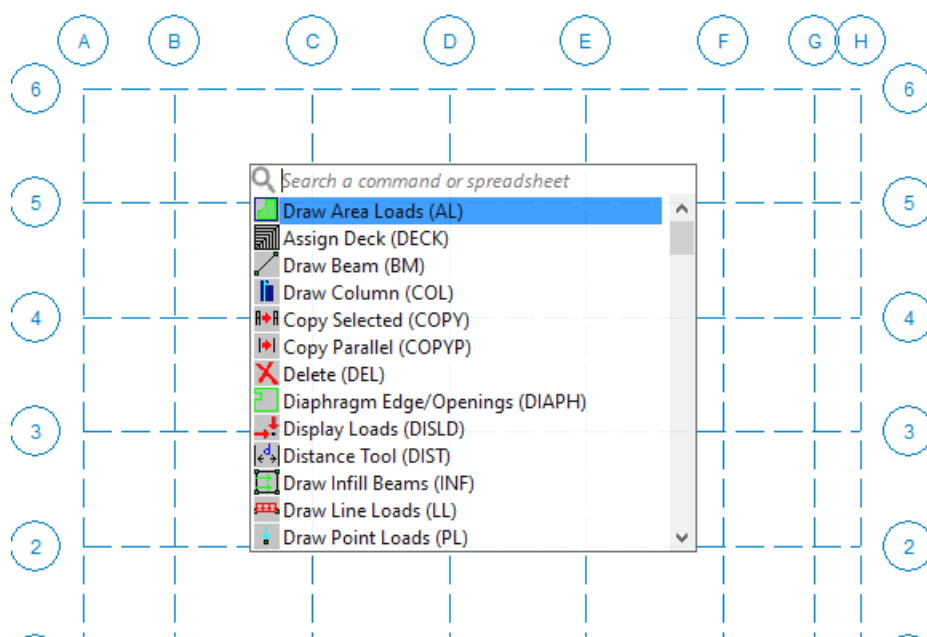 A B C D E F G H
6 6
Search a command or spreadsheet
5 Draw Area Loads (AL) 5
Assign Deck (DECK)
Draw Beam (BM)
Draw Column (COL)
4 Copy Selected (COPY) 4
Copy Parallel (COPYP)
Delete (DEL)
Diaphragm Edge/Openings (DIAPH)
3 Display Loads (DISLD) 3
d
Distance Tool (DIST)
Draw Infill Beams (INF)
Draw Line Loads (LL)
2 Draw Point Loads (PL) 2